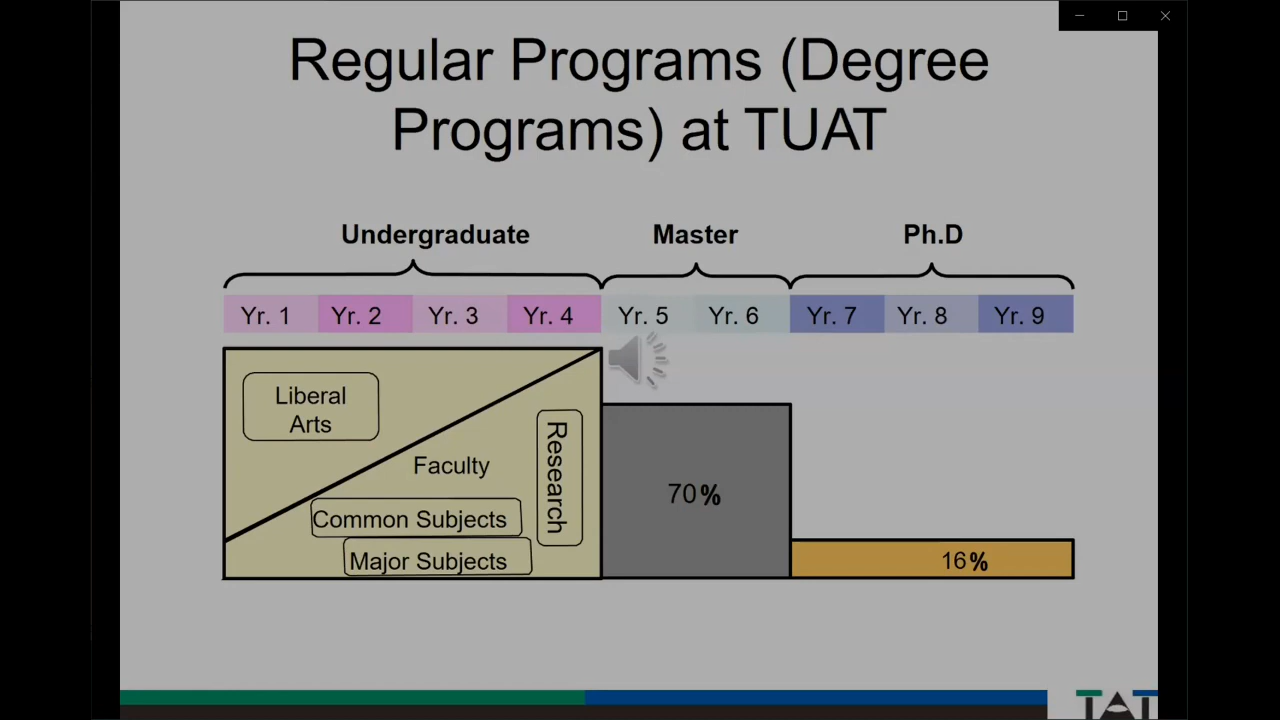 Regular Programs (Degree
Programs) at TUAT
Undergraduate Master Ph.D
Yr. 1 Yr. 2 Yr. 3 Yr. 4 Yr. 5 Yr. 6 Yr. 7 Yr. 8 Yr. 9
Liberal
Arts
Faculty
Research
Common Subjects
Major Subjects
70%
16%
TAT